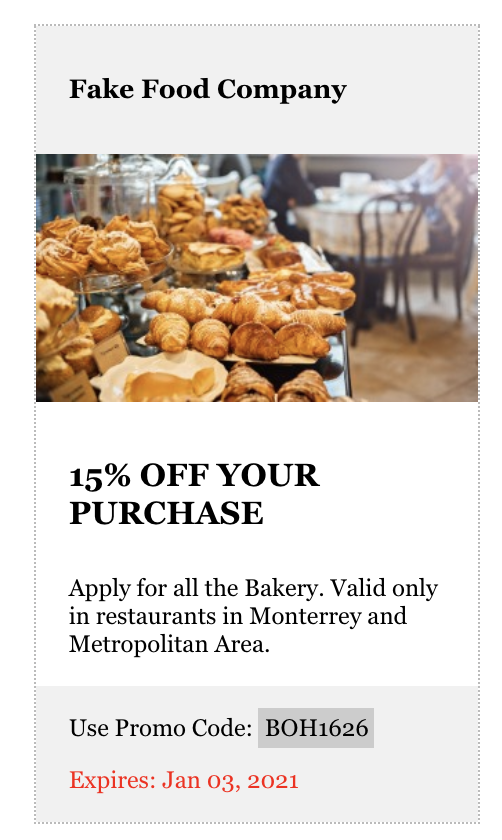 Fake Food Company
15% OFF YOUR
PURCHASE
Apply for all the Bakery. Valid only
in restaurants in Monterrey and
Metropolitan Area.
Use Promo Code: BOH1626
Expires: Jan 03, 2021